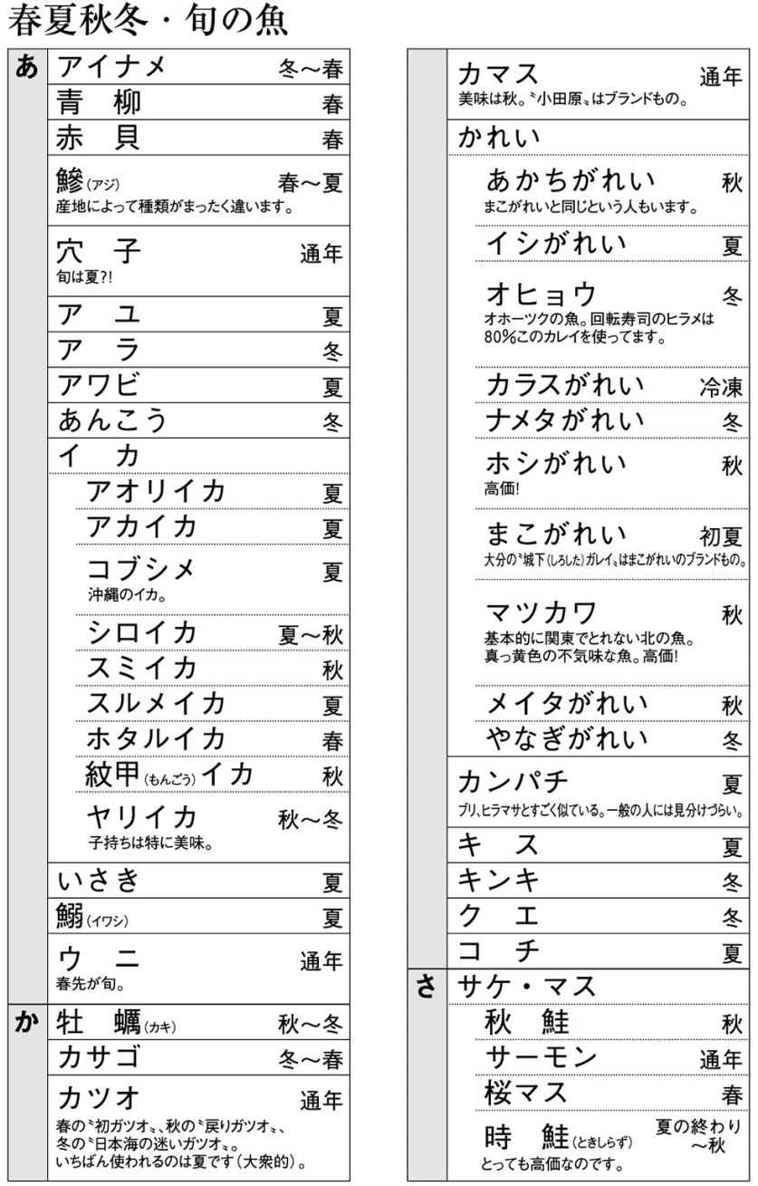 春夏秋冬・旬の魚
あ
アイナメ 冬〜春
青柳 春
赤貝 春
鰺(アジ) 春〜夏
産地によって種類がまったく違います。
穴子 通年
旬は夏?!
アユ 夏
アラ 冬
アワビ 夏
あんこう 冬
イカ
アオリイカ 夏
アカイカ 夏
コブシメ 夏
沖縄のイカ。
シロイカ 夏〜秋
スミイカ 秋
スルメイカ 夏
ホタルイカ 春
紋甲(もんごう)イカ 秋
ヤリイカ 秋〜冬
子持ちは特に美味。
いさき 夏
鰯(イワシ) 夏
ウニ 通年
春先が旬。
か
牡蠣(カキ) 秋〜冬
カサゴ 冬〜春
カツオ 通年
春の〝初ガツオ〟、秋の〝戻りガツオ〟、
冬の〝日本海の迷いガツオ〟。
いちばん使われるのは夏です(大衆的)。
カマス 通年
美味は秋。〝小田原〟はブランドもの。
かれい
あかちがれい 秋
まこがれいと同じという人もいます。
イシがれい 夏
オヒョウ 冬
オホーツクの魚。回転寿司のヒラメは
80%このカレイを使ってます。
カラスがれい 冷凍
ナメタがれい 冬
ホシがれい 秋
高価!
まこがれい 初夏
大分の〝城下(しろした)ガレイ〟はまこがれいのブランドもの。
マツカワ 秋
基本的に関東でとれない北の魚。
真っ黄色の不気味な魚。高価!
メイタがれい 秋
やなぎがれい 冬
カンパチ 夏
ブリ、ヒラマサとすごく似ている。一般の人には見分けづらい。
キス 夏
キンキ 冬
クエ 冬
コチ 夏
さ
サケ・マス
秋鮭 秋
サーモン 通年
桜マス 春
時鮭(ときしらず) 夏の終わり
〜秋
とっても高価なのです。